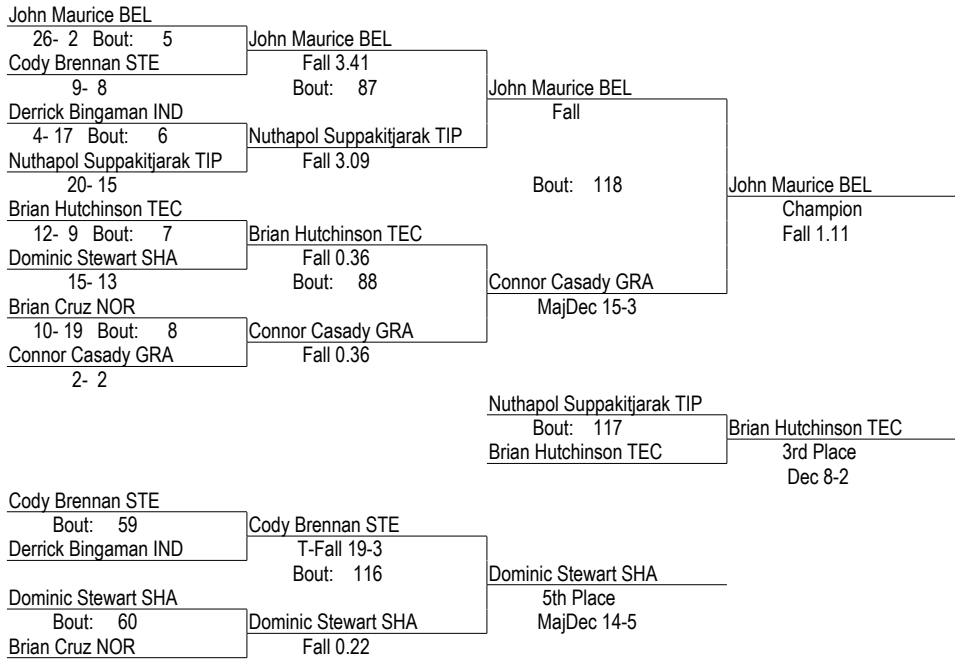 John Maurice BEL
26- 2 Bout: 5
John Maurice BEL
Cody Brennan STE
Fall 3.41
9- 8
Bout: 87
John Maurice BEL
Derrick Bingaman IND
Fall
4- 17 Bout: 6
Nuthapol Suppakitjarak TIP
Nuthapol Suppakitjarak TIP
Fall 3.09
20- 15
Bout: 118
John Maurice BEL
Brian Hutchinson TEC
Champion
12- 9 Bout: 7
Brian Hutchinson TEC
Fall 1.11
Dominic Stewart SHA
Fall 0.36
15- 13
Bout: 88
Connor Casady GRA
Brian Cruz NOR
MajDec 15-3
10- 19 Bout: 8
Connor Casady GRA
Connor Casady GRA
Fall 0.36
2- 2
Nuthapol Suppakitjarak TIP
Bout: 117
Brian Hutchinson TEC
Brian Hutchinson TEC
3rd Place
Dec 8-2
Cody Brennan STE
Bout: 59
Cody Brennan STE
Derrick Bingaman IND
T-Fall 19-3
Bout: 116
Dominic Stewart SHA
Dominic Stewart SHA
5th Place
Bout: 60
Dominic Stewart SHA
MajDec 14-5
Brian Cruz NOR
Fall 0.22